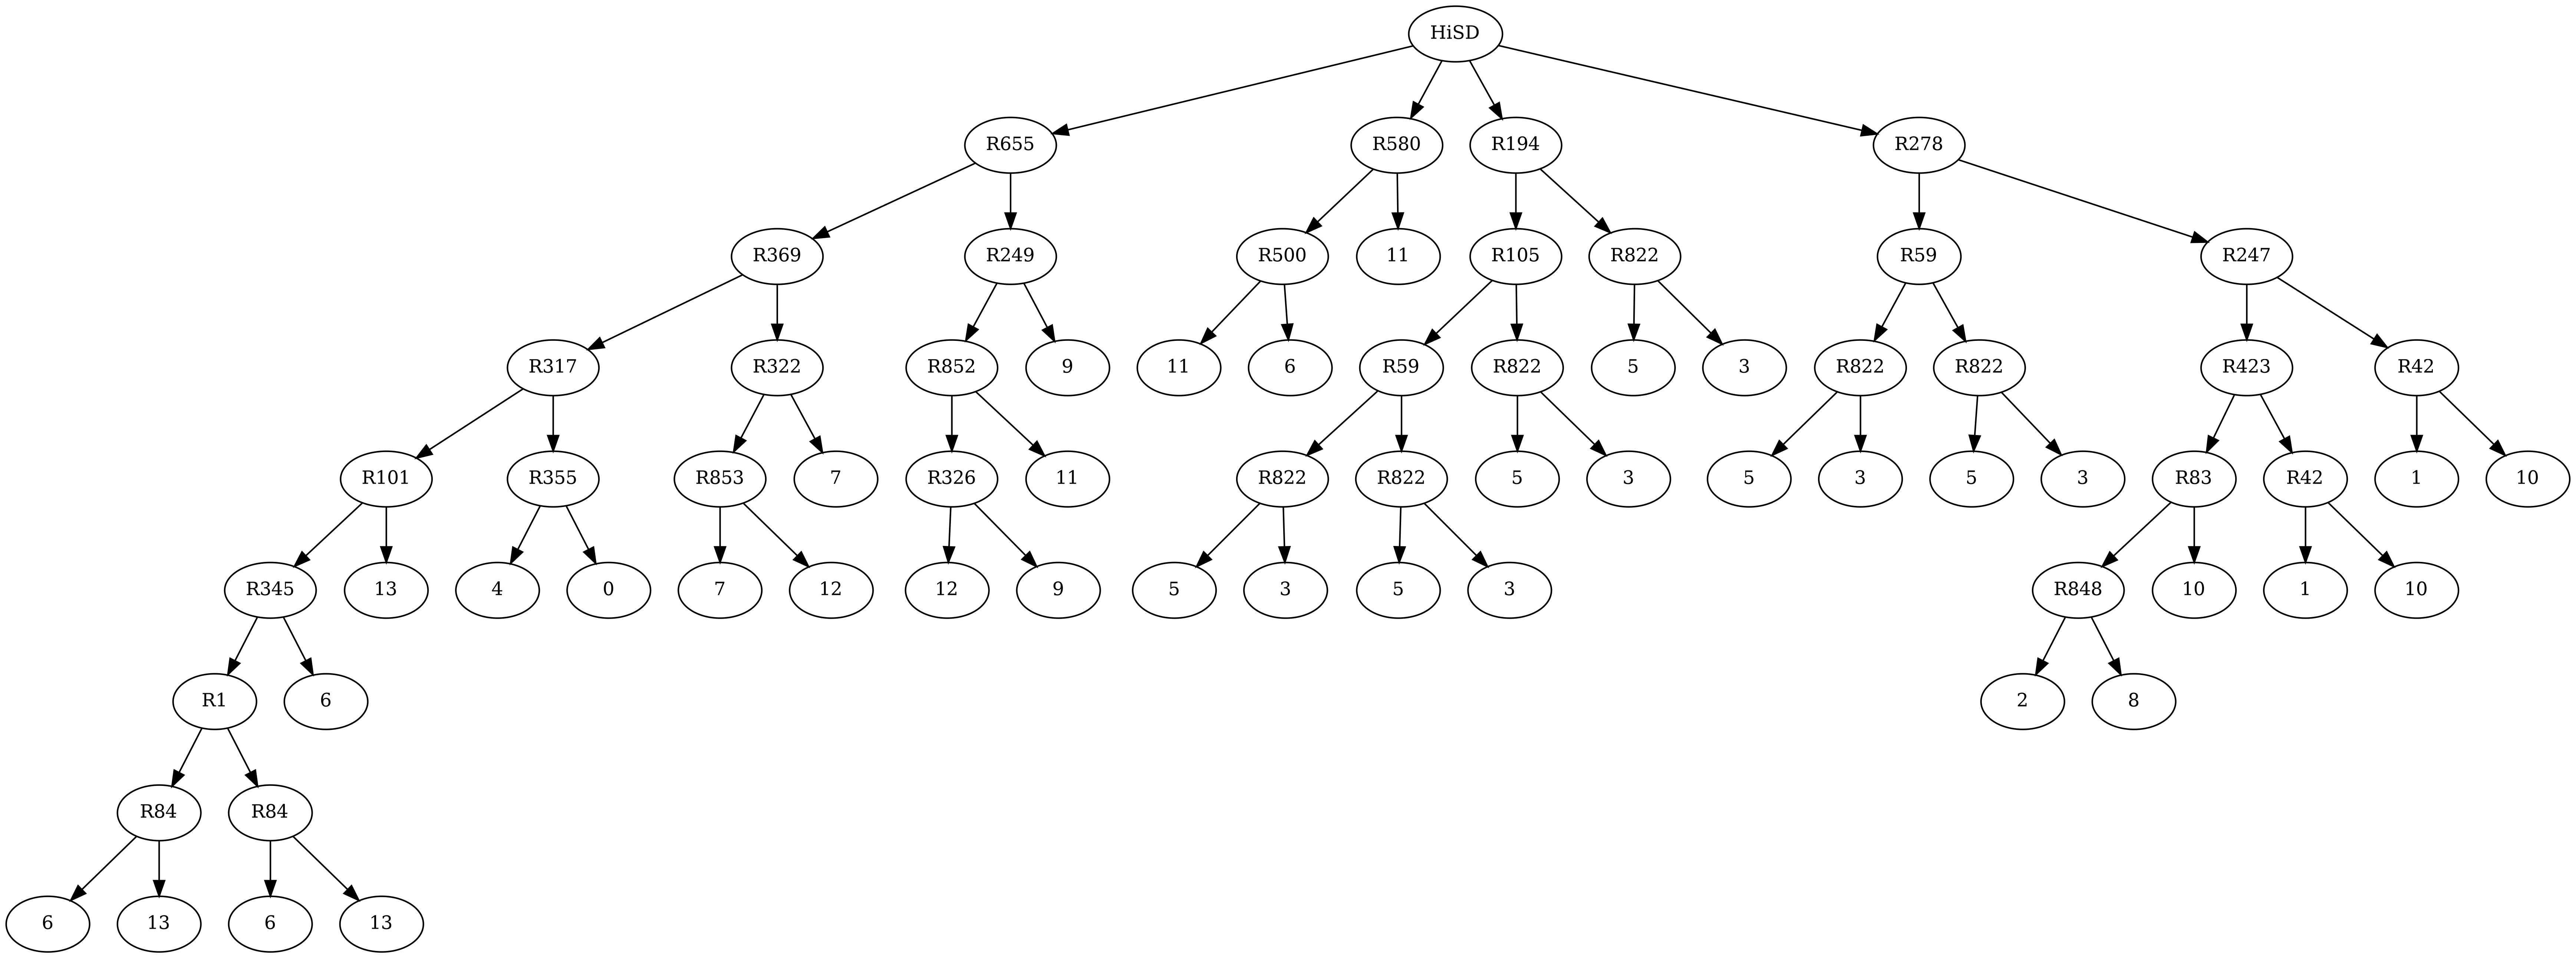 HiSD
R655 R580 R194 R278
R369 R249 R500 11 R105 R822 R59 R247
R317 R322 R852 9 11 6 R59 R822 5 3 R822 R822 R423 R42
R101 R355 R853 7 R326 11 R822 R822 5 3 5 3 5 3 R83 R42 1 10
R345 13 4 0 7 12 12 9 5 3 5 3 R848 10 1 10
R1 6 2 8
R84 R84
6 13 6 13